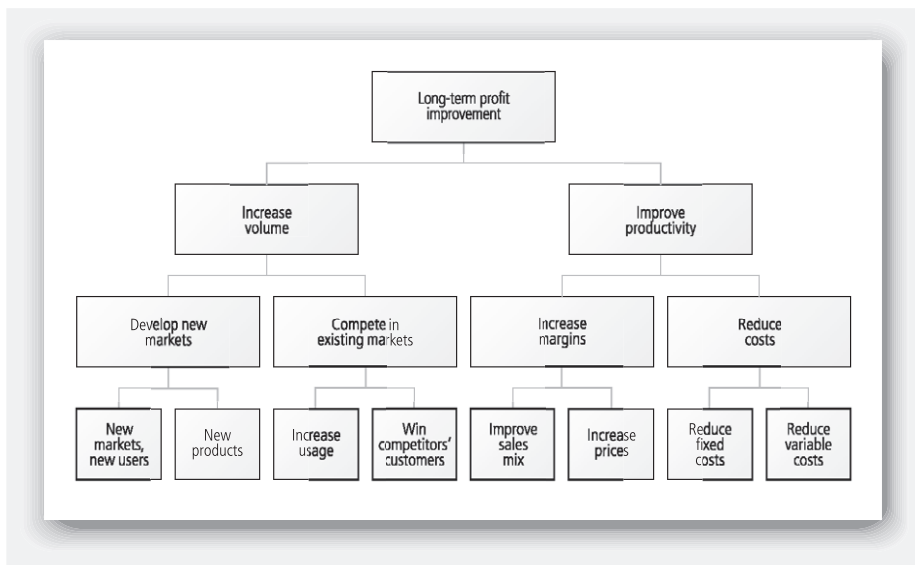 Long-term profit
improvement
Increase
volume
Improve
productivity
Develop new
markets
Compete in
existing markets
Increase
margins
Reduce
costs
New
markets,
new users
New
products
Increase
usage
Win
competitors'
customers
Improve
sales
mix
Increase
prices
Reduce
fixed
costs
Reduce
variable
costs